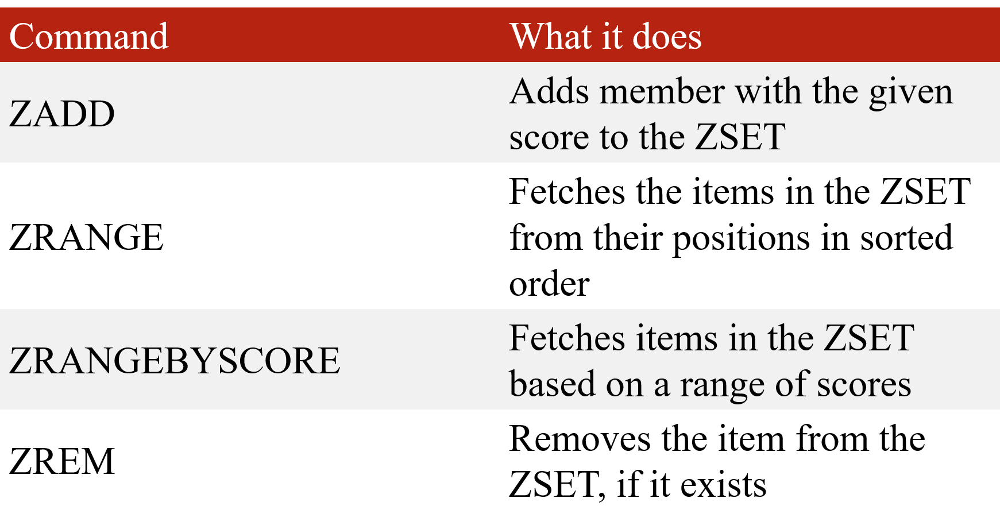 Command What it does
ZADD
Adds member with the given
score to the ZSET
ZRANGE
Fetches the items in the ZSET
from their positions in sorted
order
ZRANGEBYSCORE
Fetches items in the ZSET
based on a range of scores
ZREM
Removes the item from the
ZSET, if it exists